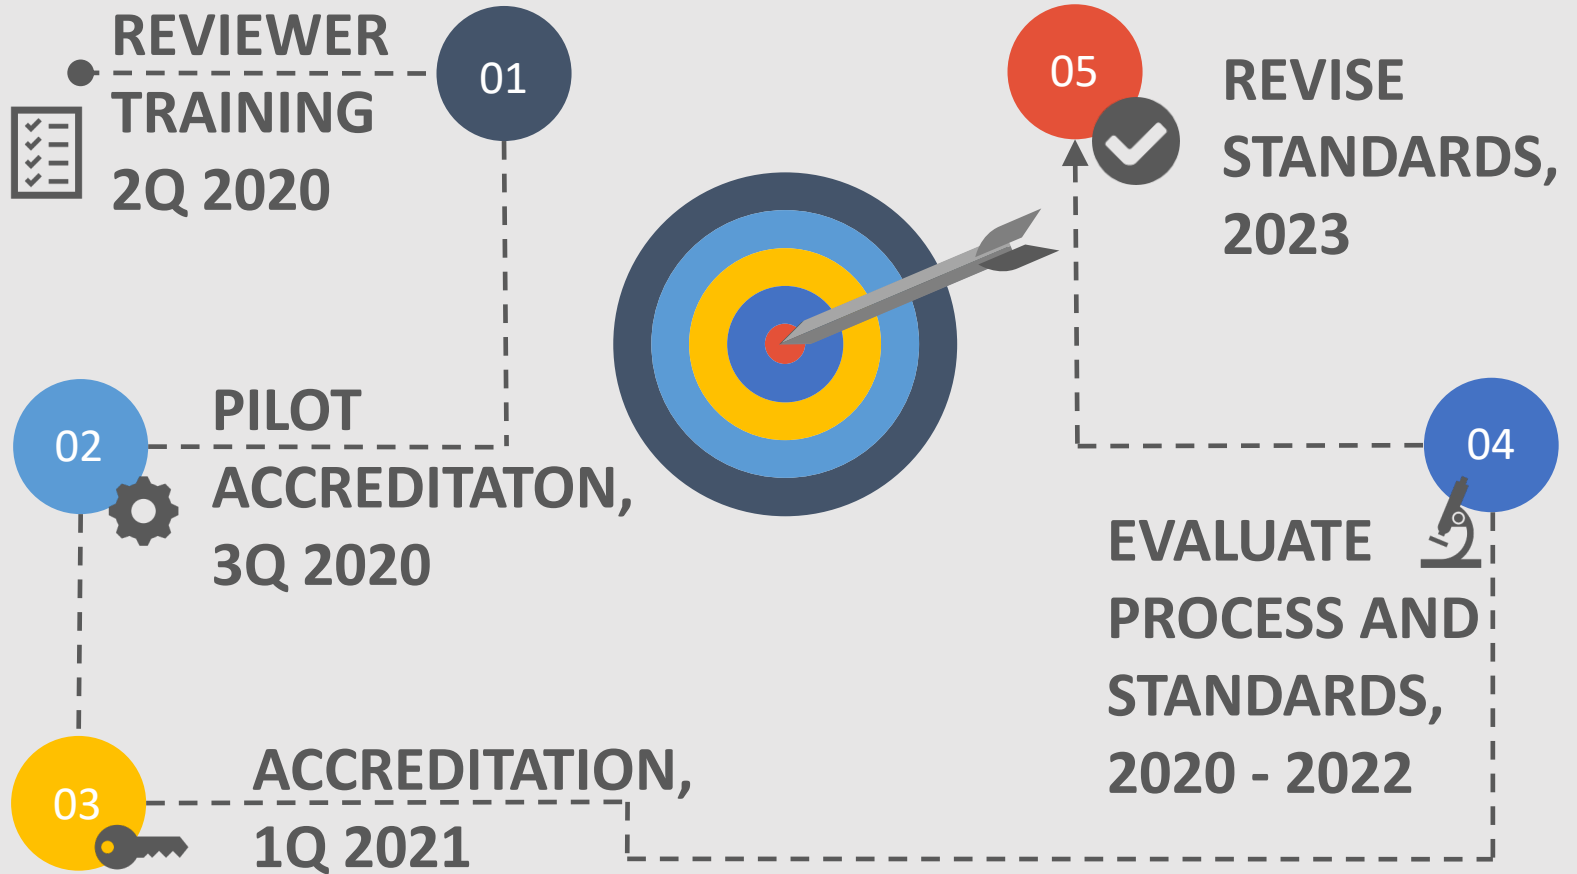 01
REVIEWER
TRAINING
2Q 2020
02
PILOT
ACCREDITATON,
3Q 2020
03
ACCREDITATION,
1Q 2021
04
EVALUATE
PROCESS AND
STANDARDS,
2020 - 2022
05
REVISE
STANDARDS,
2023